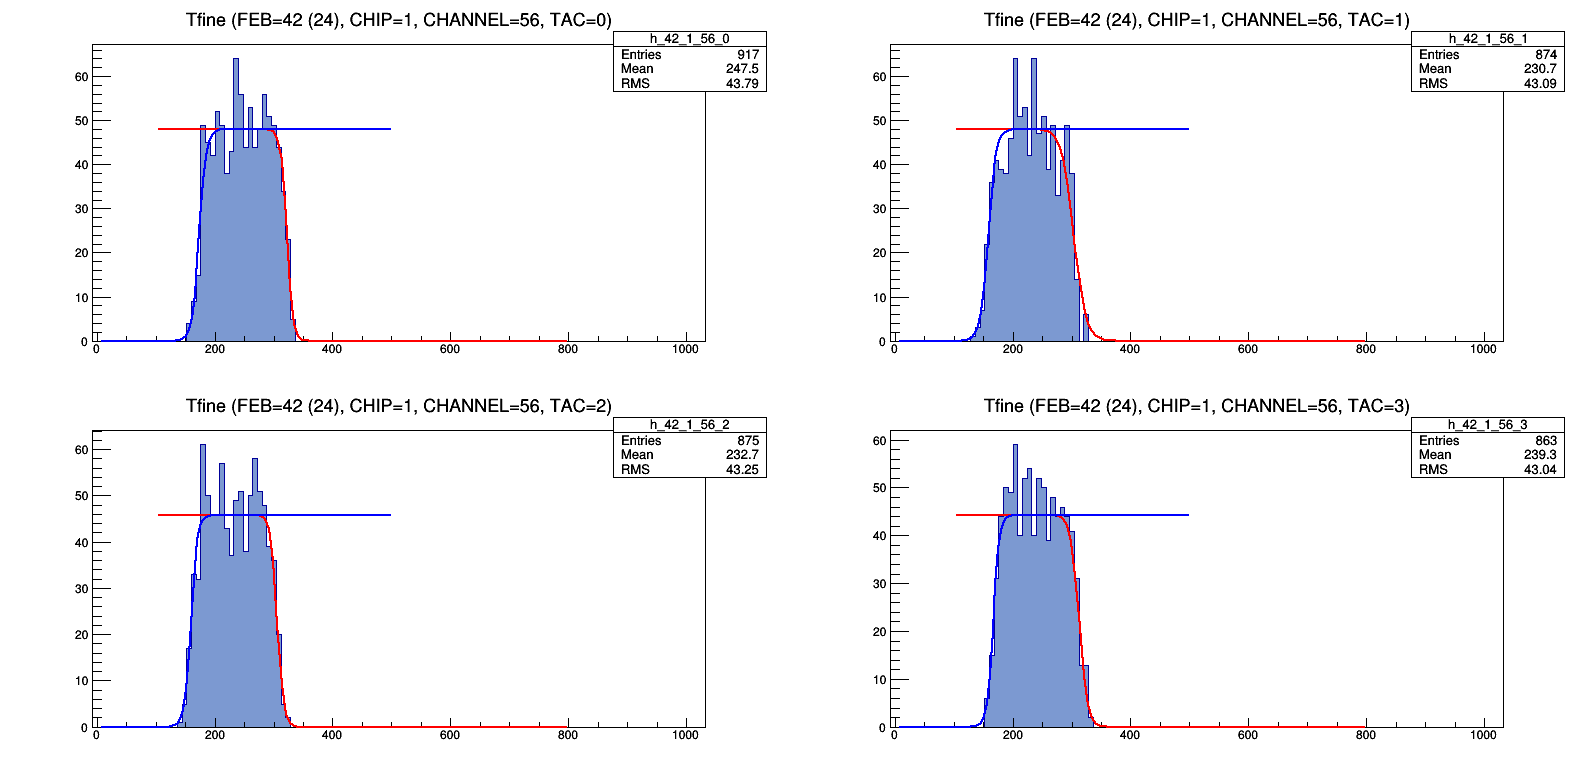 Tfine (FEB=42 (24), CHIP=1, CHANNEL=56, TAC=0)
h_42_1_56_0
Entries 917
Mean 247.5
RMS 43.79
60
50
40
30
20
10
0
0 200 400 600 800 1000
Tfine (FEB=42 (24), CHIP=1, CHANNEL=56, TAC=1)
h_42_1_56_1
Entries 874
Mean 230.7
RMS 43.09
60
50
40
30
20
10
0
0 200 400 600 800 1000
Tfine (FEB=42 (24), CHIP=1, CHANNEL=56, TAC=2)
h_42_1_56_2
Entries 875
Mean 232.7
RMS 43.25
60
50
40
30
20
10
0
0 200 400 600 800 1000
Tfine (FEB=42 (24), CHIP=1, CHANNEL=56, TAC=3)
h_42_1_56_3
Entries 863
Mean 239.3
RMS 43.04
60
50
40
30
20
10
0
0 200 400 600 800 1000